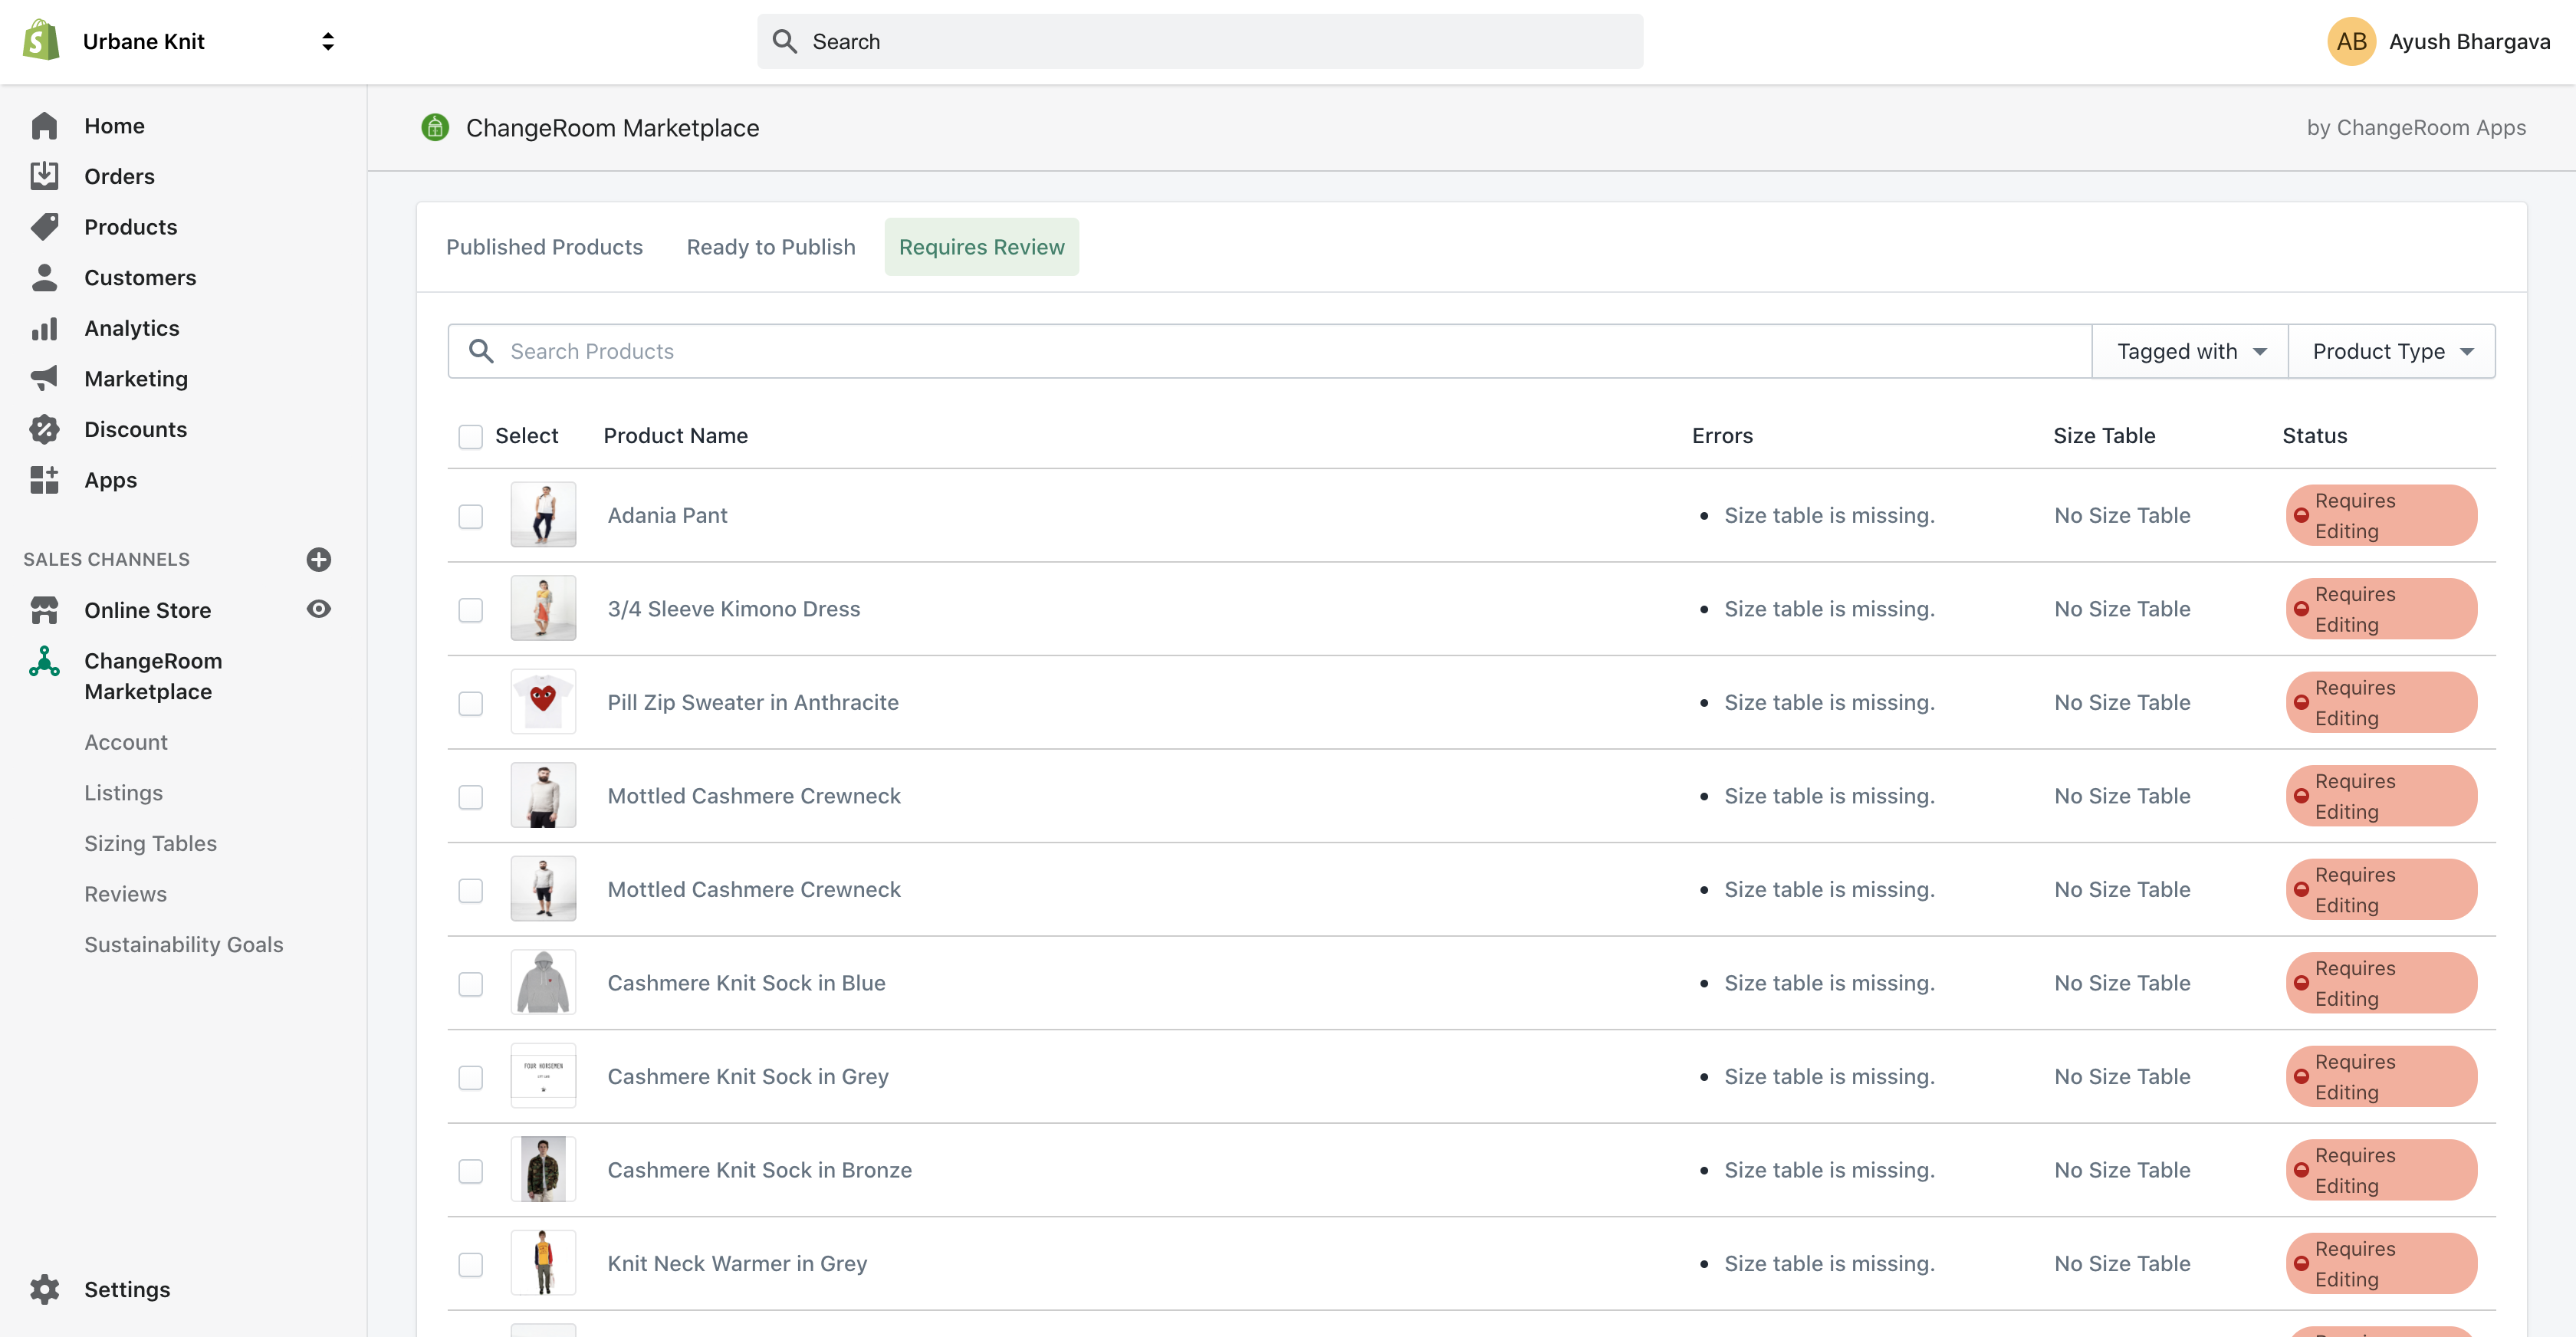 Urbane Knit
Search
AB Ayush Bhargava
Home
Orders
Products
Customers
Analytics
Marketing
Discounts
Apps
SALES CHANNELS
Online Store
ChangeRoom
Marketplace
Account
Listings
Sizing Tables
Reviews
Sustainability Goals
Settings
ChangeRoom Marketplace
by ChangeRoom Apps
Published Products Ready to Publish Requires Review
Search Products Tagged with Product Type
Select Product Name Errors Size Table Status
Adania Pant Size table is missing. No Size Table Requires
Editing
3/4 Sleeve Kimono Dress Size table is missing. No Size Table Requires
Editing
Pill Zip Sweater in Anthracite Size table is missing. No Size Table Requires
Editing
Mottled Cashmere Crewneck Size table is missing. No Size Table Requires
Editing
Mottled Cashmere Crewneck Size table is missing. No Size Table Requires
Editing
Cashmere Knit Sock in Blue Size table is missing. No Size Table Requires
Editing
FOUR HORSEMEN
Cashmere Knit Sock in Grey Size table is missing. No Size Table Requires
Editing
Cashmere Knit Sock in Bronze Size table is missing. No Size Table Requires
Editing
Knit Neck Warmer in Grey Size table is missing. No Size Table Requires
Editing